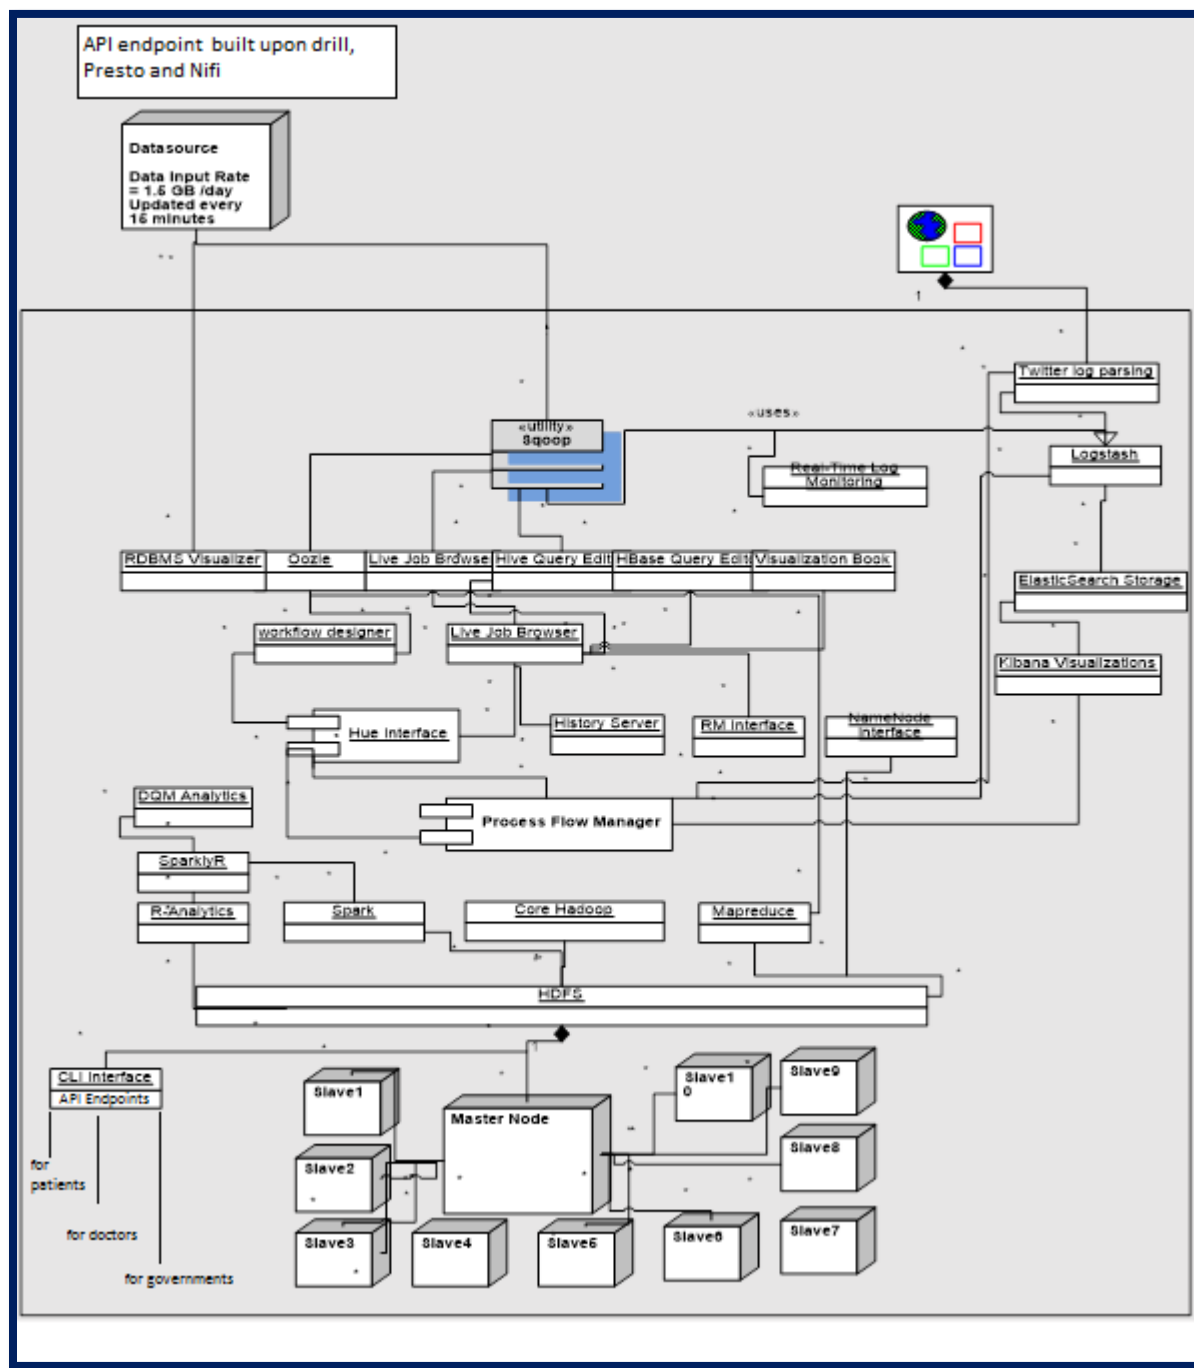 API endpoint built upon drill,
Presto and Nifi
Datasource
Data Input Rate
= 1.5 GB /day
Updated every
15 minutes
1
Twitter log parsing
«uses»
«utility»
Sqoop
Logstash
Real-Time Log
Monitoring
RDBMS Visualizer
Oozie
Live Job Browse
Hive Query Edit
HBase Query Edit
Visualization Book
ElasticSearch Storage
workflow designer
Live Job Browser
Kibana Visualizations
Hue Interface
History Server
RM Interface
NameNode
Interface
DQM Analytics
Process Flow Manager
SparklyR
R-Analytics
Spark
Core Hadoop
Mapreduce
HDFS
1
CLI Interface
API Endpoints
for
patients
for doctors
for governments
Slave1
Master Node
Slave1
0
Slave9
Slave2
Slave8
Slave3
Slave4
Slave5
Slave6
Slave7